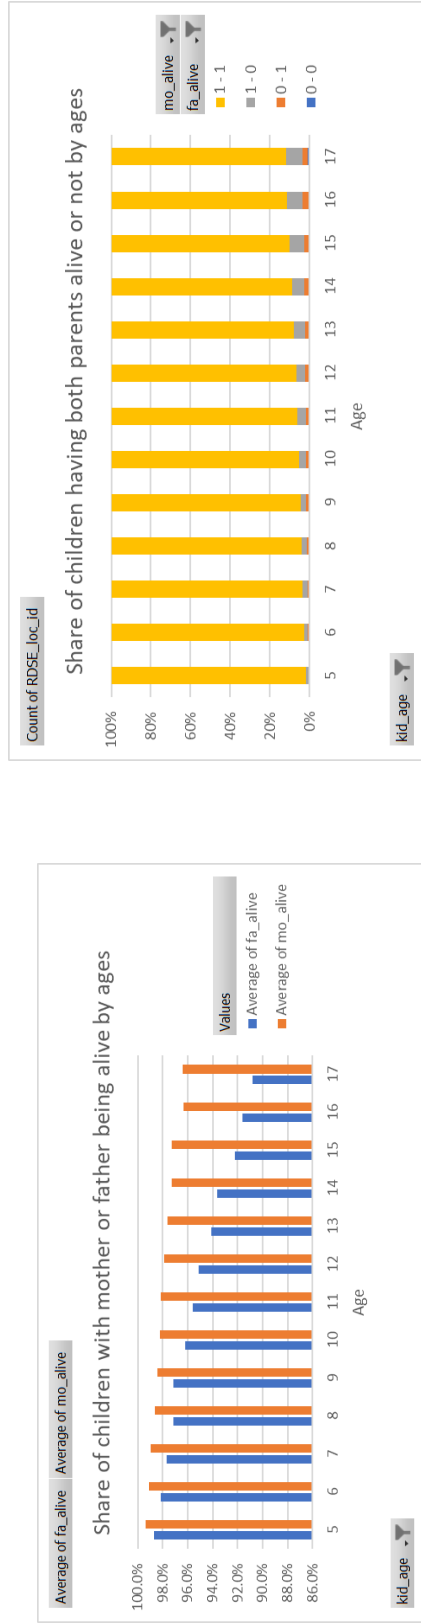 Average of fa_alive Average of mo_alive
Share of children with mother or father being alive by ages
100.0%
98.0%
96.0%
94.0%
92.0%
90.0%
88.0%
86.0%
5 6 7 8 9 10 11 12 13 14 15 16 17
Age
Values
Average of fa_alive
Average of mo_alive
kid_age
Count of RDSE_loc_id
Share of children having both parents alive or not by ages
100%
80%
60%
40%
20%
0%
5 6 7 8 9 10 11 12 13 14 15 16 17
Age
mo_alive
fa_alive
1 - 1
1 - 0
0 - 1
0 - 0
kid_age